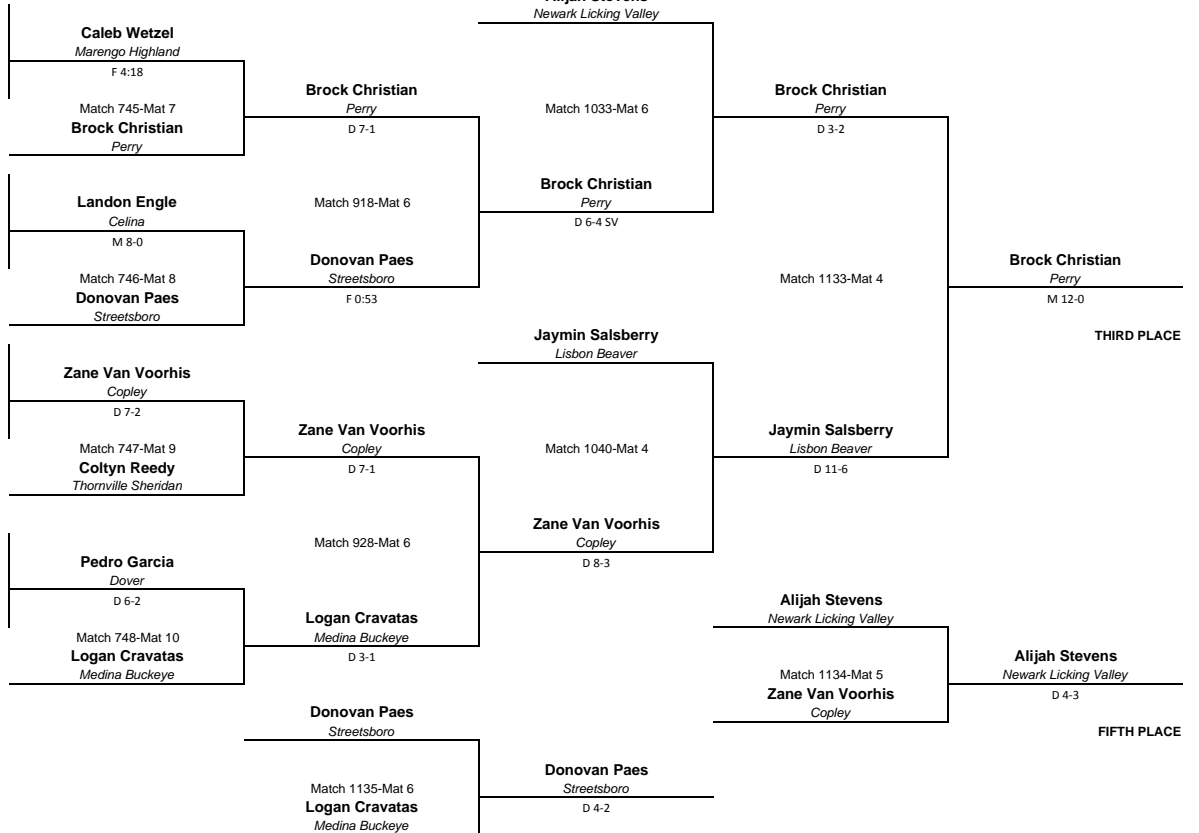 Alijah Stevens
Newark Licking Valley
Caleb Wetzel
Marengo Highland
F 4:18
Brock Christian
Perry
D 7-1
Brock Christian
Perry
D 3-2
Match 745-Mat 7
Match 1033-Mat 6
Brock Christian
Perry
Brock Christian
Perry
D 6-4 SV
Landon Engle
Celina
M 8-0
Match 918-Mat 6
Donovan Paes
Streetsboro
F 0:53
Brock Christian
Perry
M 12-0
Match 746-Mat 8
Match 1133-Mat 4
Donovan Paes
Streetsboro
Jaymin Salsberry
Lisbon Beaver
THIRD PLACE
Zane Van Voorhis
Copley
D 7-2
Zane Van Voorhis
Copley
D 7-1
Jaymin Salsberry
Lisbon Beaver
D 11-6
Match 747-Mat 9
Match 1040-Mat 4
Coltyn Reedy
Thornville Sheridan
Zane Van Voorhis
Copley
D 8-3
Match 928-Mat 6
Pedro Garcia
Dover
D 6-2
Alijah Stevens
Newark Licking Valley
Logan Cravatas
Medina Buckeye
D 3-1
Match 748-Mat 10
Logan Cravatas
Medina Buckeye
Alijah Stevens
Newark Licking Valley
D 4-3
Match 1134-Mat 5
Zane Van Voorhis
Copley
Donovan Paes
Streetsboro
FIFTH PLACE
Donovan Paes
Streetsboro
D 4-2
Match 1135-Mat 6
Logan Cravatas
Medina Buckeye